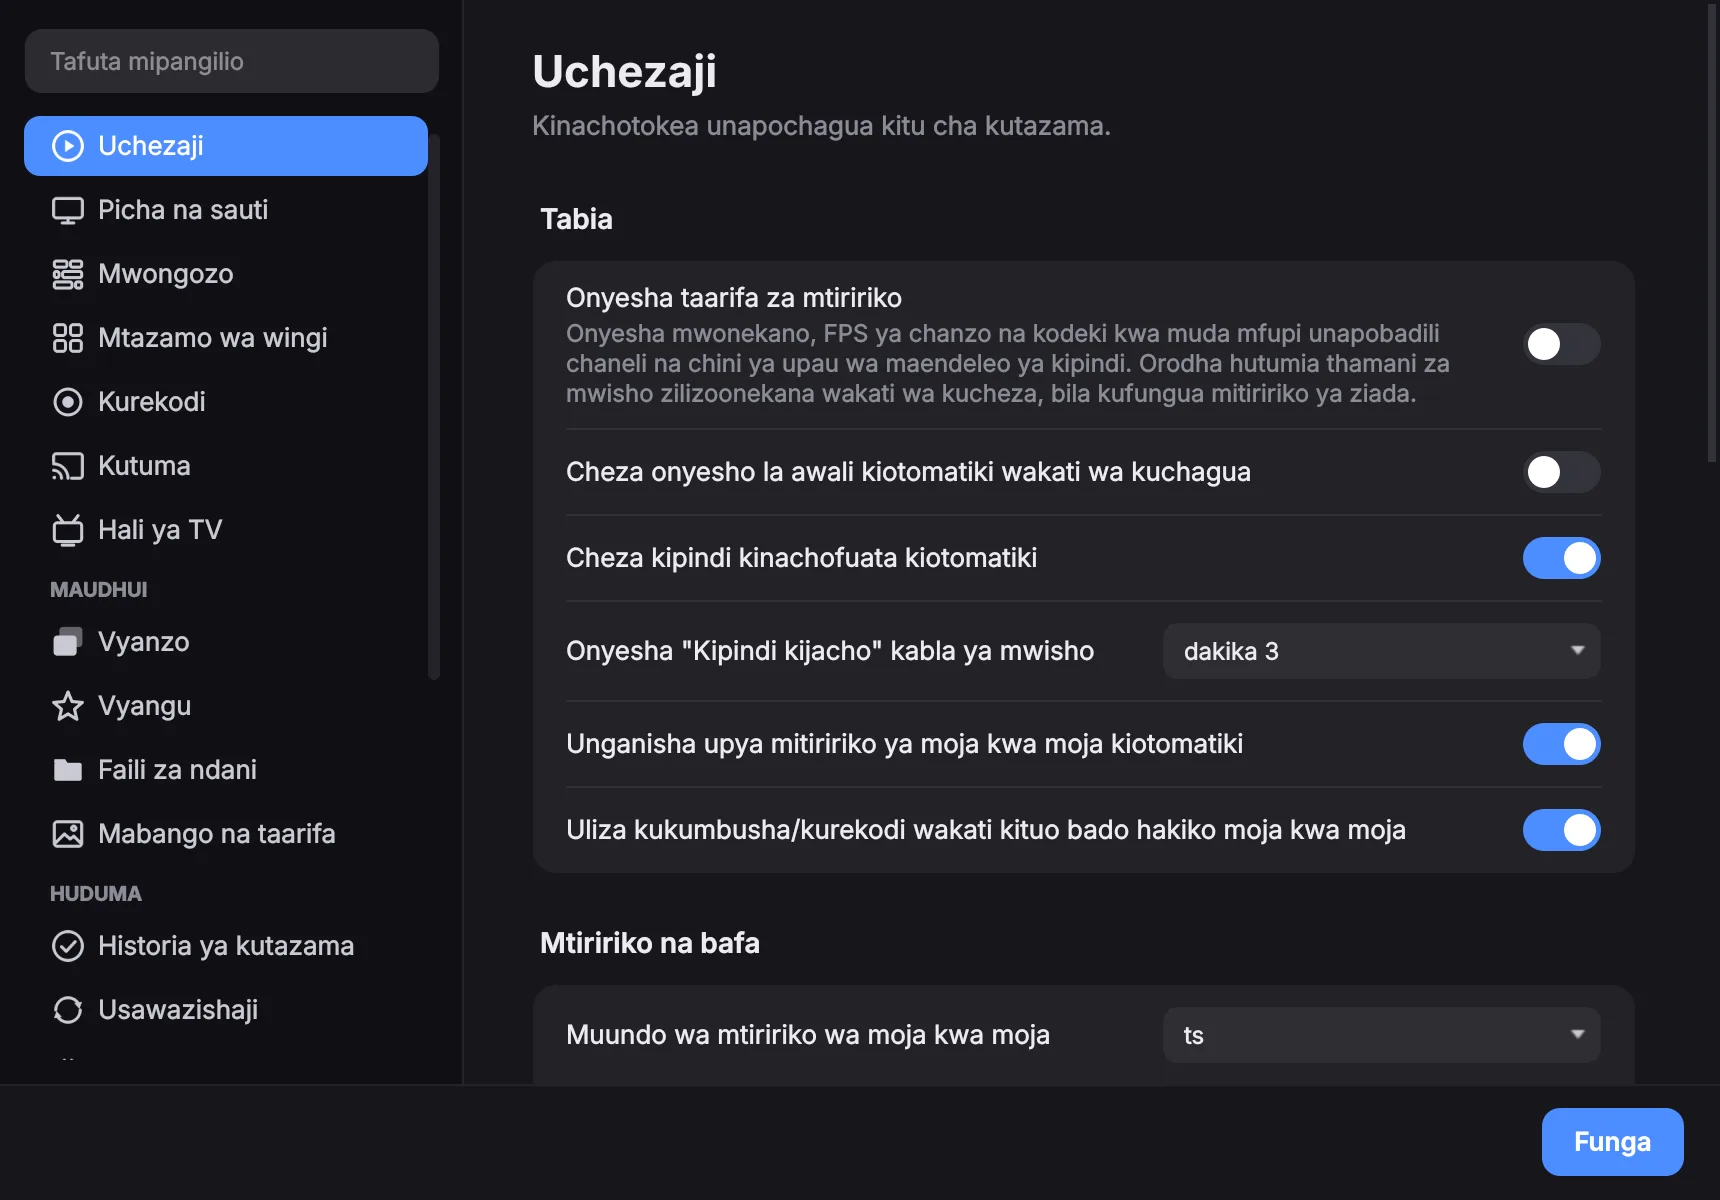 Tafuta mipangilio
Uchezaji
Picha na sauti
Mwongozo
Mtazamo wa wingi
Kurekodi
Kutuma
Hali ya TV
MAUDHUI
Vyanzo
Vyangu
Faili za ndani
Mabango na taarifa
HUDUMA
Historia ya kutazama
Usawazishaji
Uchezaji
Kinachotokea unapochagua kitu cha kutazama.
Tabia
Onyesha taarifa za mtiririko
Onyesha mwonekano, FPS ya chanzo na kodeki kwa muda mfupi unapobadili
chaneli na chini ya upau wa maendeleo ya kipindi. Orodha hutumia thamani za
mwisho zilizoonekana wakati wa kucheza, bila kufungua mitiririko ya ziada.
Cheza onyesho la awali kiotomatiki wakati wa kuchagua
Cheza kipindi kinachofuata kiotomatiki
Onyesha "Kipindi kijacho" kabla ya mwisho
dakika 3
Unganisha upya mitiririko ya moja kwa moja kiotomatiki
Uliza kukumbusha/kurekodi wakati kituo bado hakiko moja kwa moja
Mtiririko na bafa
Muundo wa mtiririko wa moja kwa moja
ts
Funga